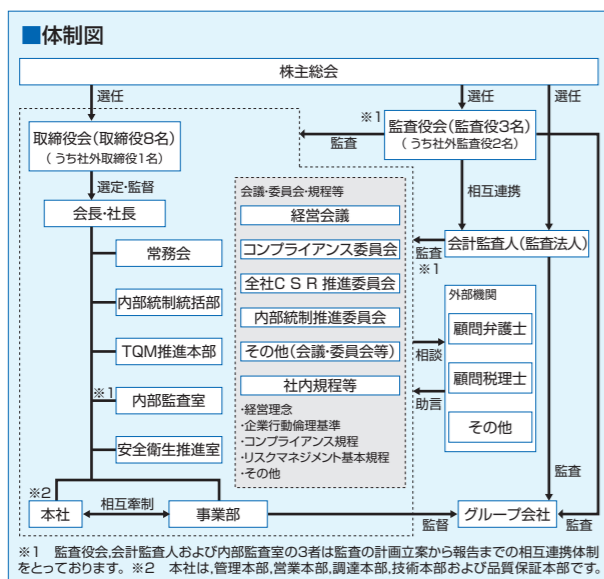 ■体制図
株主総会
選任
選任
選任
取締役会(取締役8名)
(うち社外取締役1名)
※1
監査
監査役会(監査役3名)
(うち社外監査役2名)
選定・監督
相互連携
会長・社長
会計監査人(監査法人)
監査
※1
常務会
内部統制統括部
TQM推進本部
※1
内部監査室
安全衛生推進室
会議・委員会・規程等
経営会議
コンプライアンス委員会
全社CSR推進委員会
内部統制推進委員会
その他(会議・委員会等)
社内規程等
・経営理念
・企業行動倫理基準
・コンプライアンス規程
・リスクマネジメント基本規程
・その他
相談
助言
外部機関
顧問弁護士
顧問税理士
その他
※2
本社
相互牽制
事業部
監督
グループ会社
監査
監査
※1 監査役会,会計監査人および内部監査室の3者は監査の計画立案から報告までの相互連携体制
をとっております。※2 本社は,管理本部,営業本部,調達本部,技術本部および品質保証本部です。